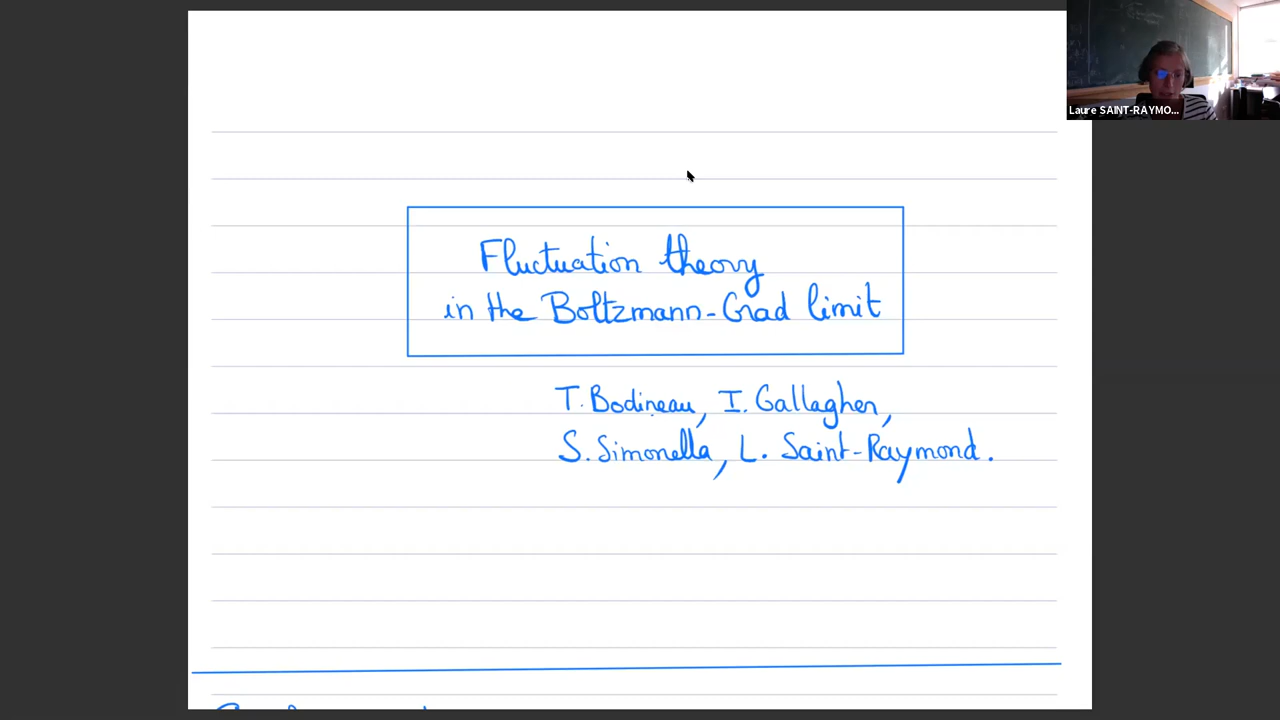 Laure SAINT-RAYMO...
Fluctuation theory
in the Boltzmann-Grad limit
T. Bodineau, I. Gallagher,
S. Simonella, L. Saint-Raymond.